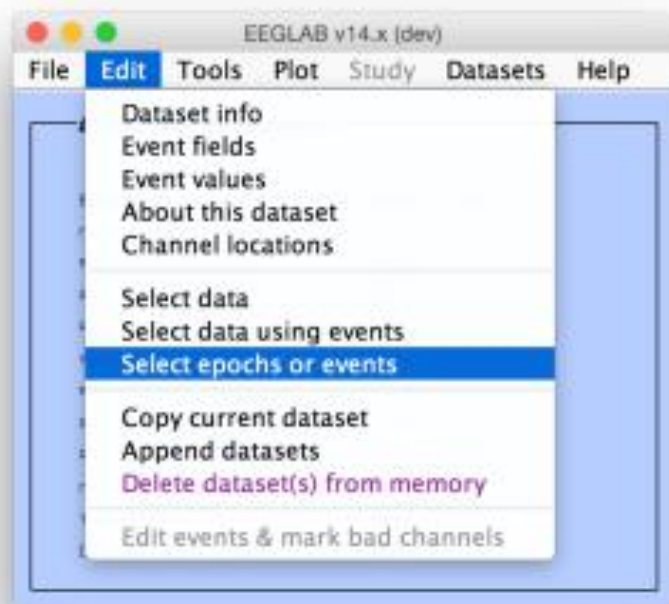 EEGLAB v14.x (dev)
File Edit Tools Plot Study Datasets Help
Dataset info
Event fields
Event values
About this dataset
Channel locations
Select data
Select data using events
Select epochs or events
Copy current dataset
Append datasets
Delete dataset(s) from memory
Edit events & mark bad channels